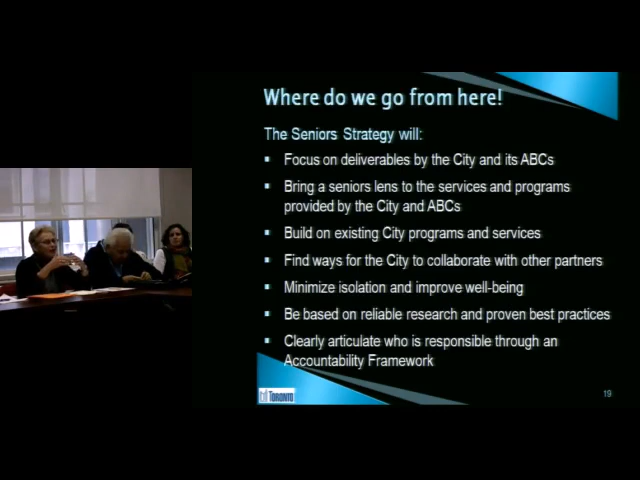 Where do we go from here!
The Seniors Strategy will:
Focus on deliverables by the City and its ABCs
Bring a seniors lens to the services and programs
provided by the City and ABCs
Build on existing City programs and services
Find ways for the City to collaborate with other partners
Minimize isolation and improve well-being
Be based on reliable research and proven best practices
Clearly articulate who is responsible through an
Accountability Framework
TORONTO
19